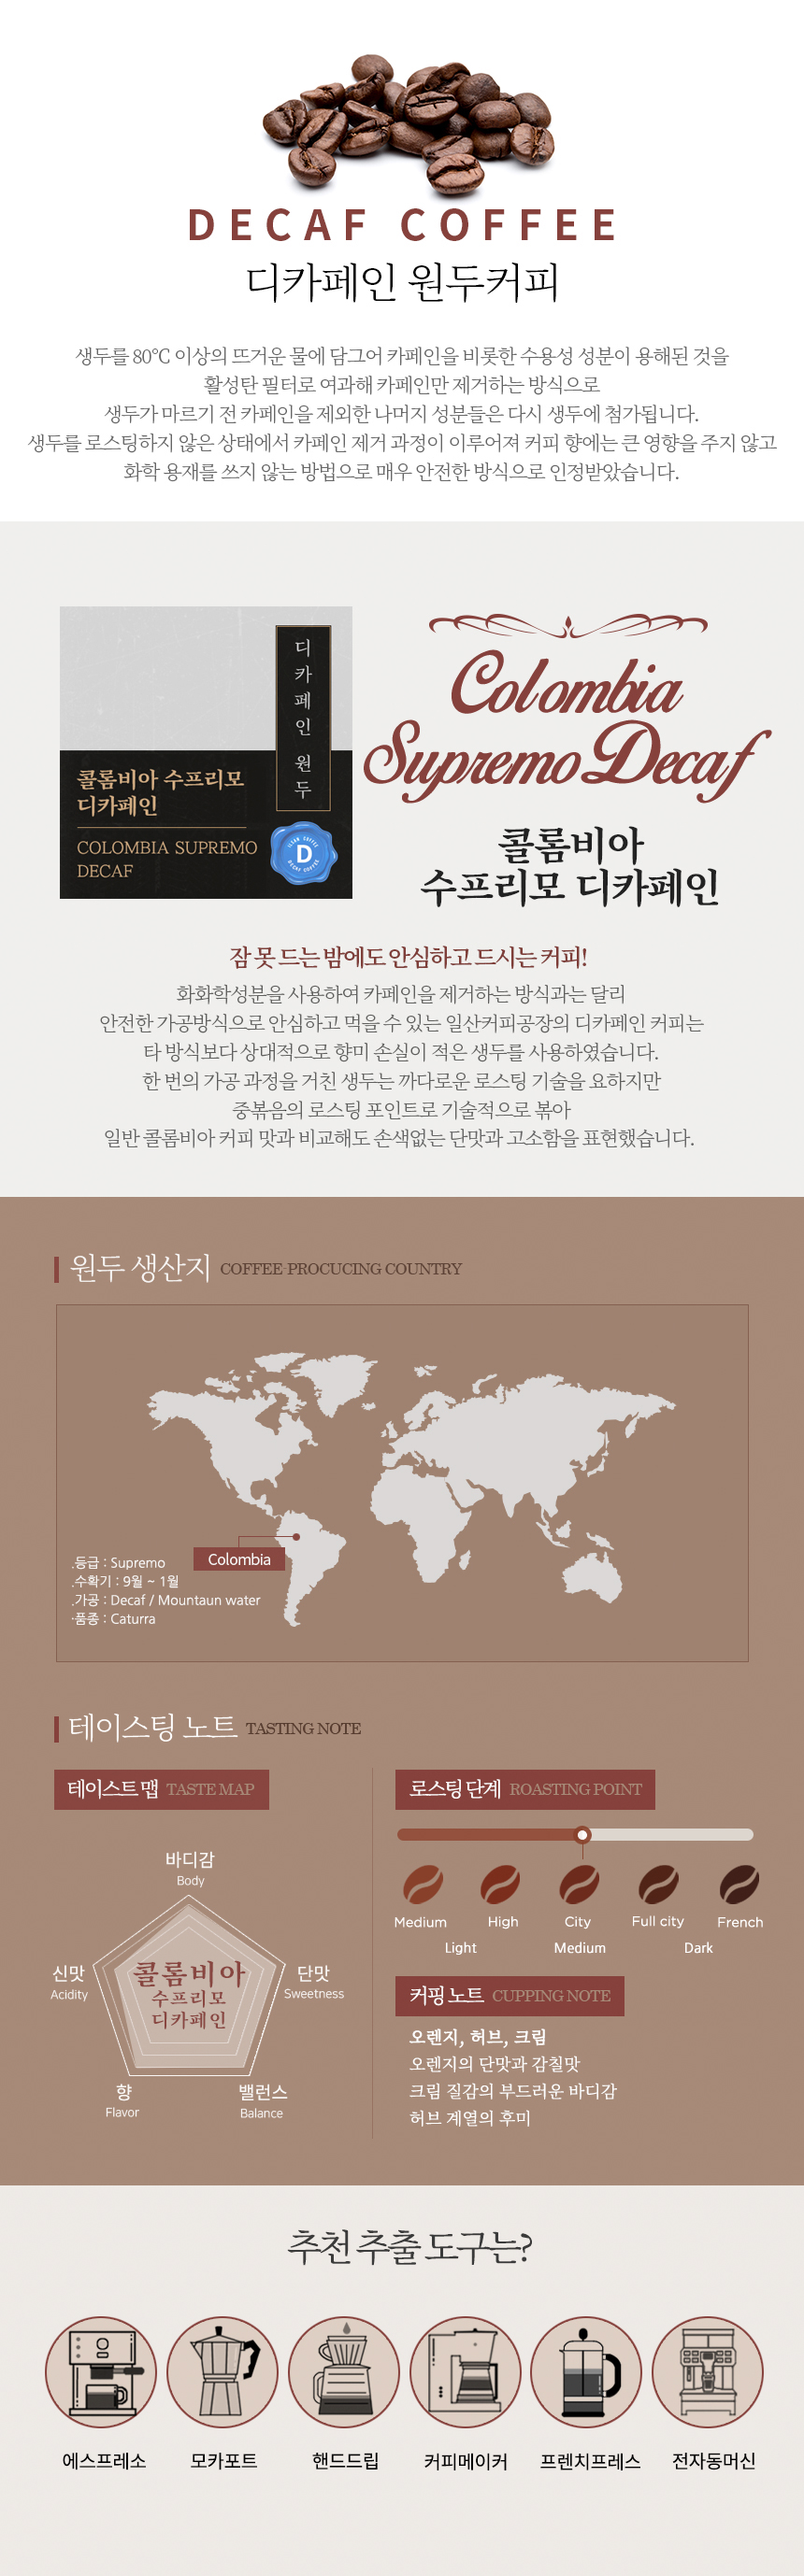 DECAF COFFEE
디카페인 원두커피
생두를 80℃ 이상의 뜨거운 물에 담그어 카페인을 비롯한 수용성 성분이 용해된 것을
활성탄 필터로 여과해 카페인만 제거하는 방식으로
생두가 마르기 전 카페인을 제외한 나머지 성분들은 다시 생두에 첨가됩니다.
생두를 로스팅하지 않은 상태에서 카페인 제거 과정이 이루어져 커피 향에는 큰 영향을 주지 않고
화학 용재를 쓰지 않는 방법으로 매우 안전한 방식으로 인정받았습니다.
디카페인 원두
콜롬비아 수프리모
디카페인
COLOMBIA SUPREMO
DECAF
CLEAN COFFEE
D
DECAF COFFEE
Colombia
Supremo Decaf
콜롬비아
수프리모 디카페인
잠 못 드는 밤에도 안심하고 드시는 커피!
화화학성분을 사용하여 카페인을 제거하는 방식과는 달리
안전한 가공방식으로 안심하고 먹을 수 있는 일산커피공장의 디카페인 커피는
타 방식보다 상대적으로 향미 손실이 적은 생두를 사용하였습니다.
한 번의 가공 과정을 거친 생두는 까다로운 로스팅 기술을 요하지만
중볶음의 로스팅 포인트로 기술적으로 볶아
일반 콜롬비아 커피 맛과 비교해도 손색없는 단맛과 고소함을 표현했습니다.
원두 생산지 COFFEE-PROCUCING COUNTRY
Colombia
.등급 : Supremo
.수확기 : 9월 ~ 1월
.가공 : Decaf / Mountaun water
·품종 : Caturra
테이스팅 노트 TASTING NOTE
테이스트 맵 TASTE MAP
바디감
Body
신맛
Acidity
단맛
Sweetness
콜롬비아
수프리모
디카페인
향
Flavor
밸런스
Balance
로스팅 단계 ROASTING POINT
Medium High City Full city French
Light Medium Dark
커핑 노트 CUPPING NOTE
오렌지, 허브, 크림
오렌지의 단맛과 감칠맛
크림 질감의 부드러운 바디감
허브 계열의 후미
추천 추출 도구는?
에스프레소 모카포트 핸드드립 커피메이커 프렌치프레스 전자동머신